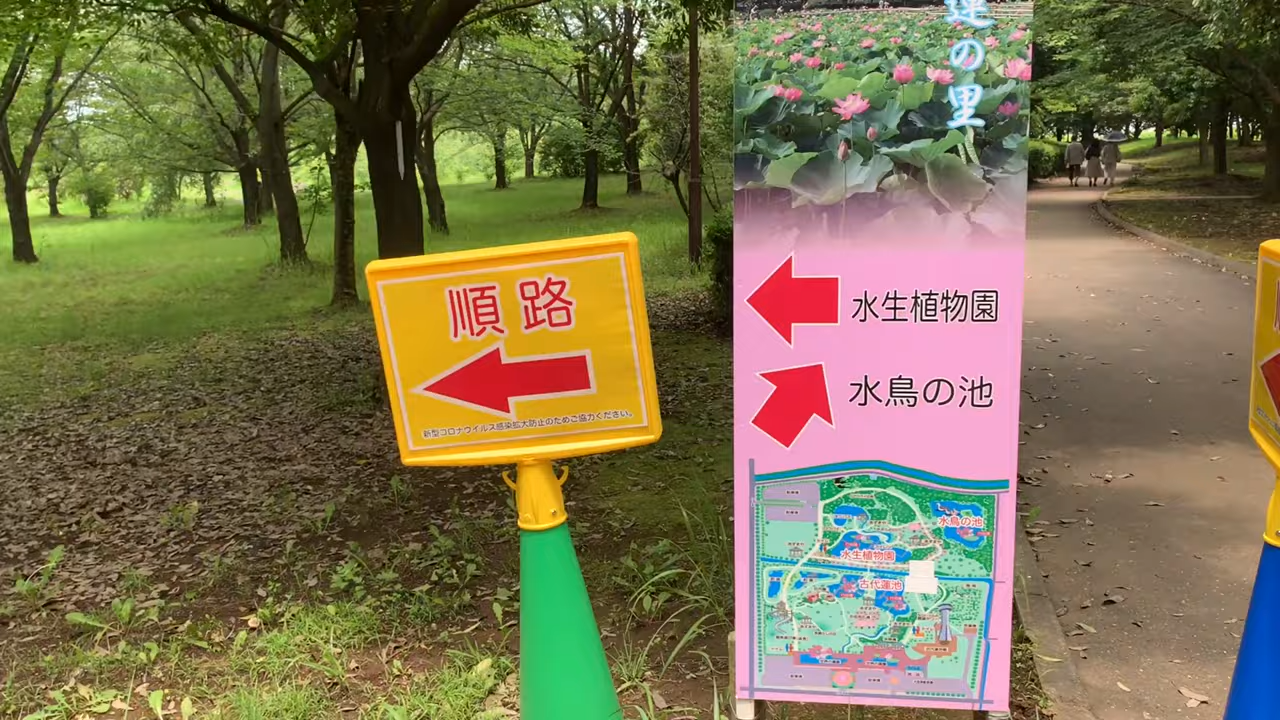 蓮の里
順路
新型コロナウイルス感染拡大防止のためご協力ください。
水生植物園
水鳥の池
水鳥の池
水生植物園
古代蓮池